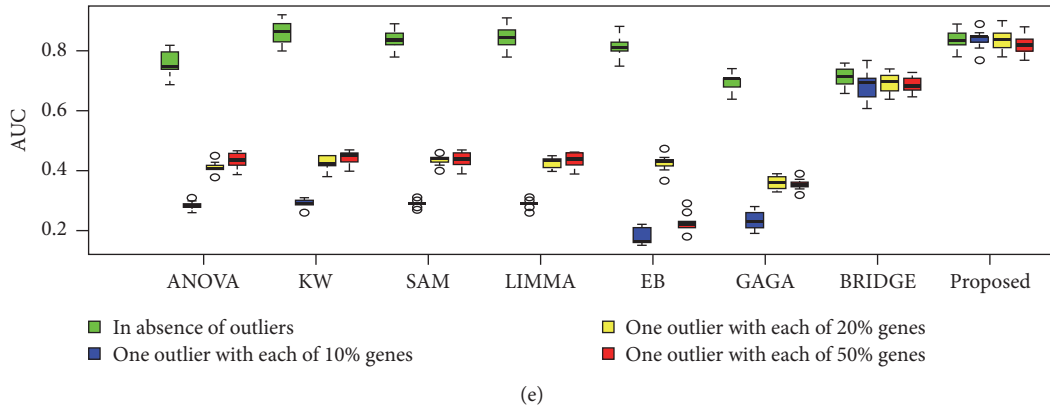 AUC
0.8
0.6
0.4
0.2
ANOVA KW SAM LIMMA EB GAGA BRIDGE Proposed
In absence of outliers
One outlier with each of 10% genes
One outlier with each of 20% genes
One outlier with each of 50% genes
(e)